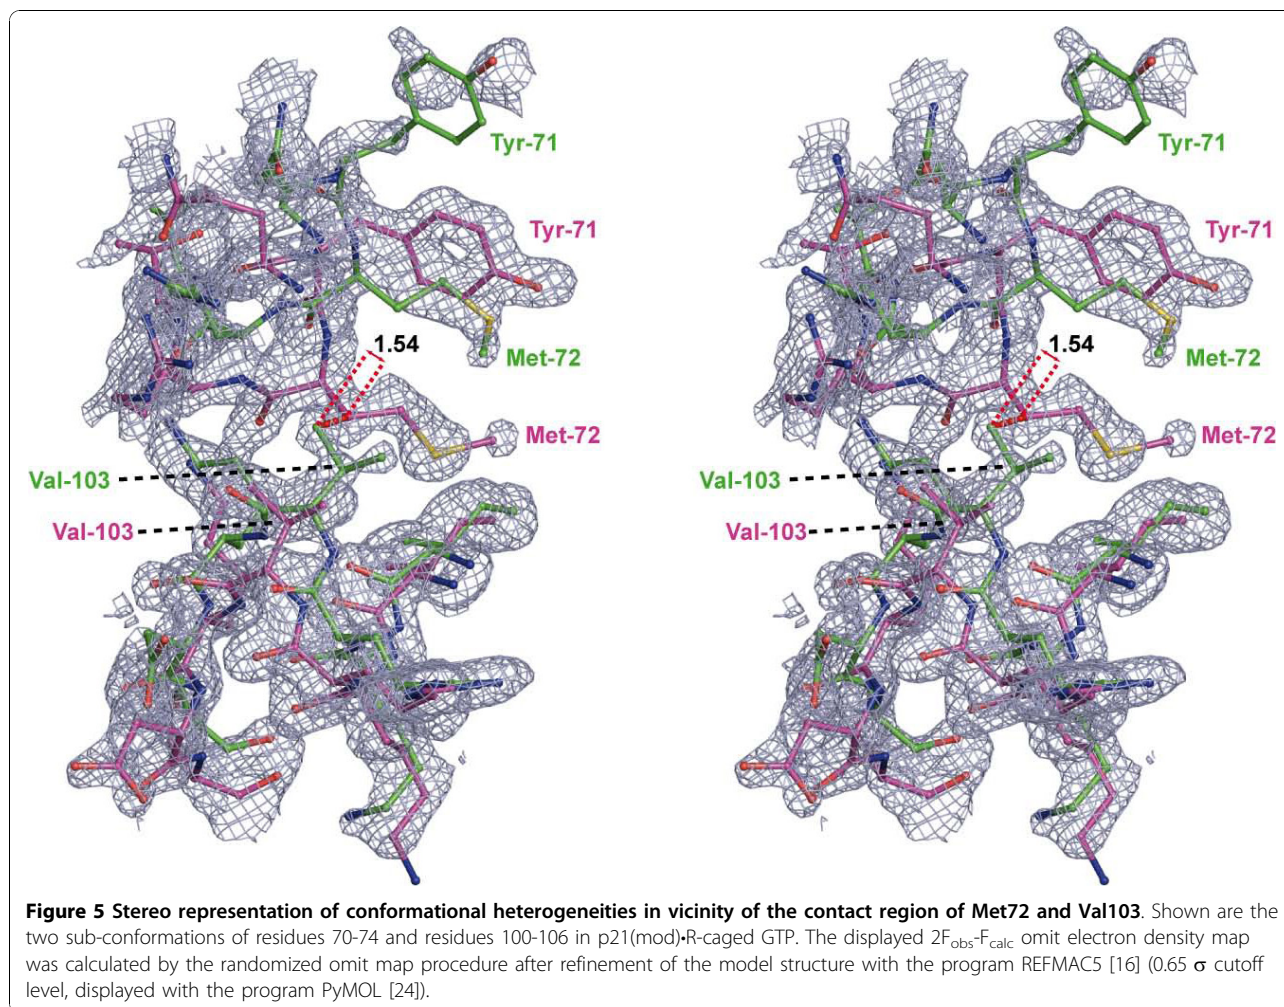 Tyr-71
Tyr-71
Tyr-71
Tyr-71
1.54
1.54
Met-72
Met-72
Met-72
Met-72
Val-103
Val-103
Val-103
Val-103
Figure 5 Stereo representation of conformational heterogeneities in vicinity of the contact region of Met72 and Val103. Shown are the
two sub-conformations of residues 70-74 and residues 100-106 in p21(mod)•R-caged GTP. The displayed 2Fobs-Fcalc omit electron density map
was calculated by the randomized omit map procedure after refinement of the model structure with the program REFMAC5 [16] (0.65 σ cutoff
level, displayed with the program PyMOL [24]).